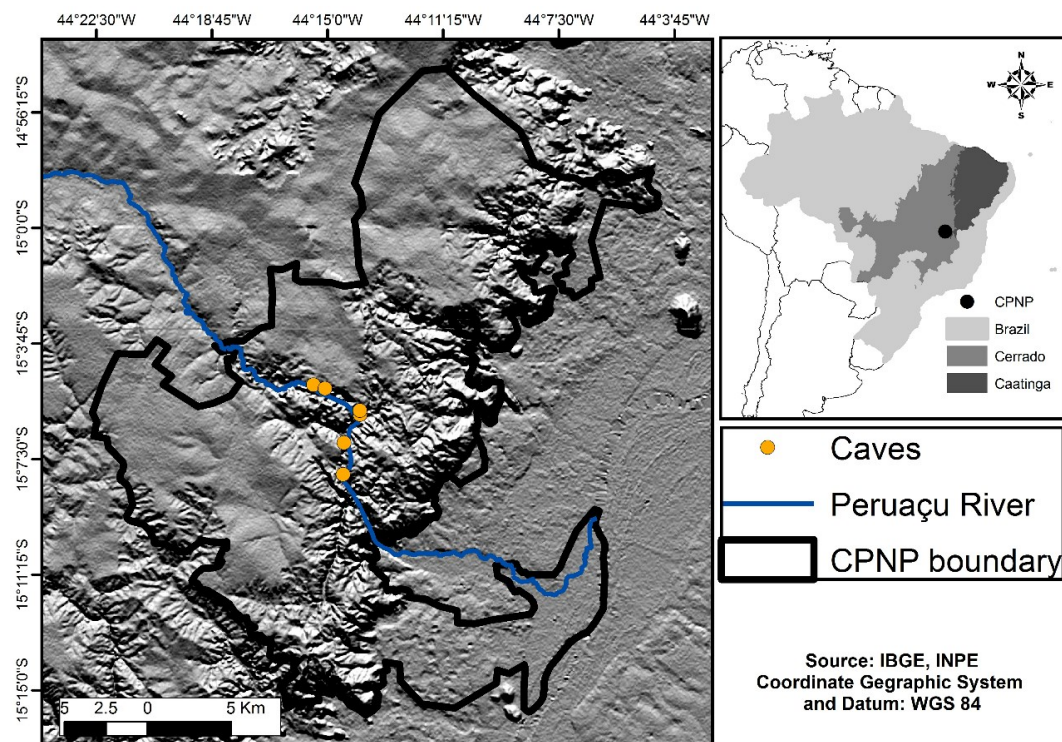 44°22'30"W 44°18'45"W 44°15'0"W 44°11'15"W 44°7'30"W 44°3'45"W
14°56'15"S
15°0'0"S
15°3'45"S
15°7'30"S
15°11'15"S
15°15'0"S
5 2.5 0 5 Km
N
W E
S
CPNP
Brazil
Cerrado
Caatinga
Caves
Peruaçu River
CPNP boundary
Source: IBGE, INPE
Coordinate Gegraphic System
and Datum: WGS 84